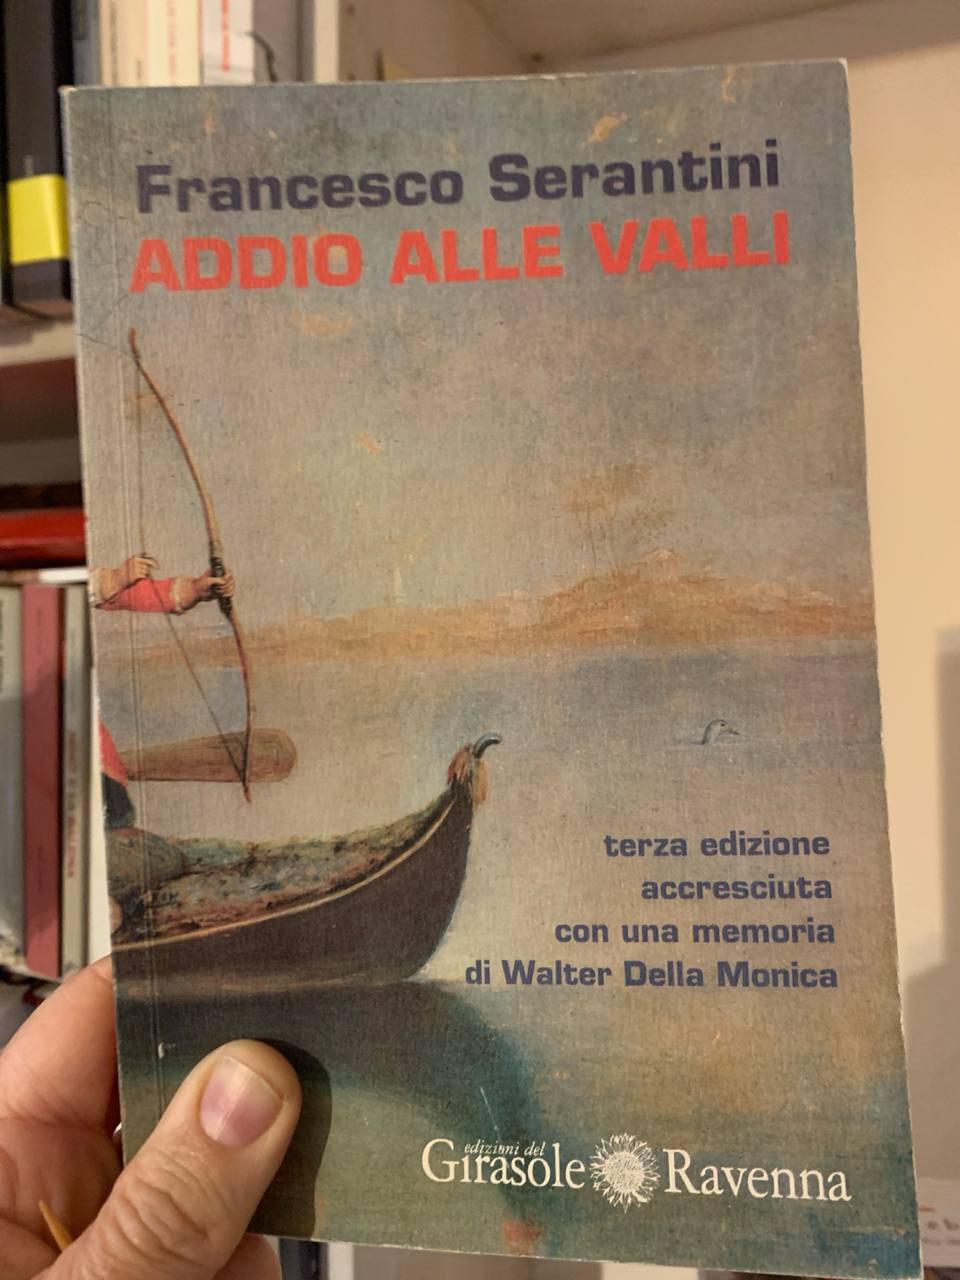 Francesco Serantini
ADDIO ALLE VALLI
terza edizione
accresciuta
con una memoria
di Walter Della Monica
edizioni del
Girasole Ravenna